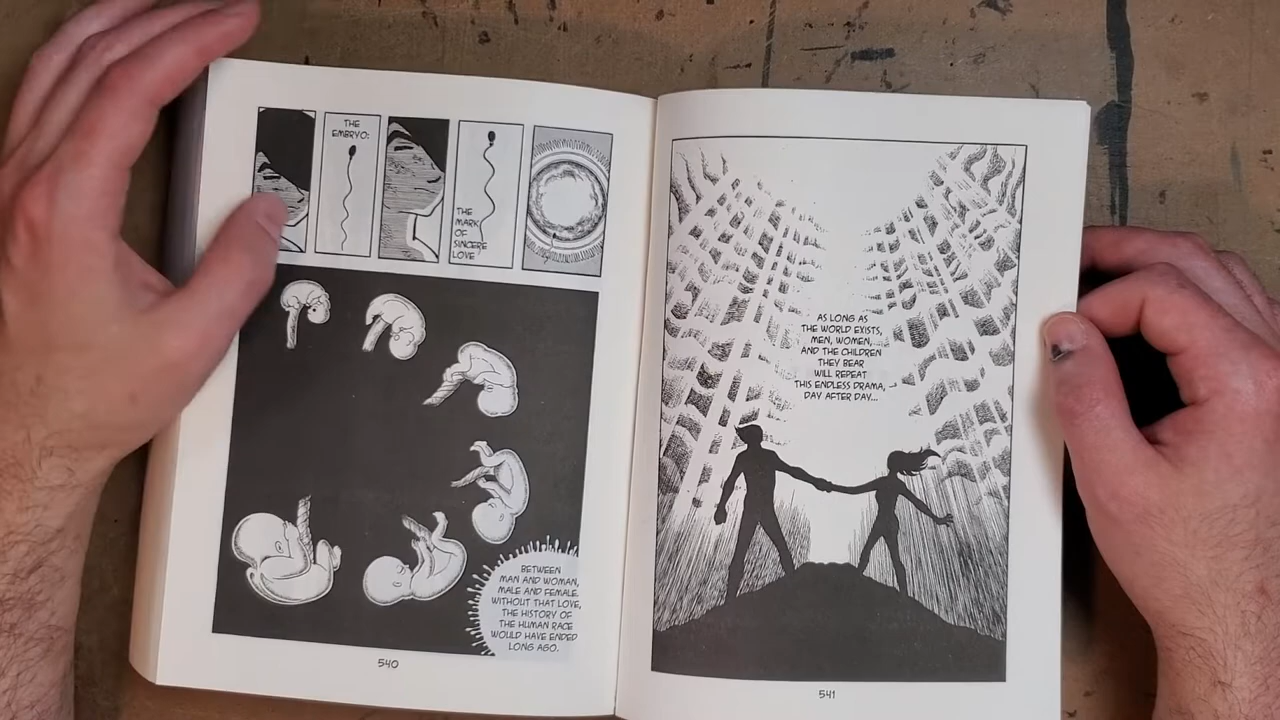 THE
EMBRYO:
THE
MARK
OF
SINCERE
LOVE
BETWEEN
MAN AND WOMAN,
MALE AND FEMALE.
WITHOUT THAT LOVE,
THE HISTORY OF
THE HUMAN RACE
WOULD HAVE ENDED
LONG AGO.
540
AS LONG AS
THE WORLD EXISTS,
MEN, WOMEN,
AND THE CHILDREN
THEY BEAR
WILL REPEAT
THIS ENDLESS DRAMA,
DAY AFTER DAY...
541